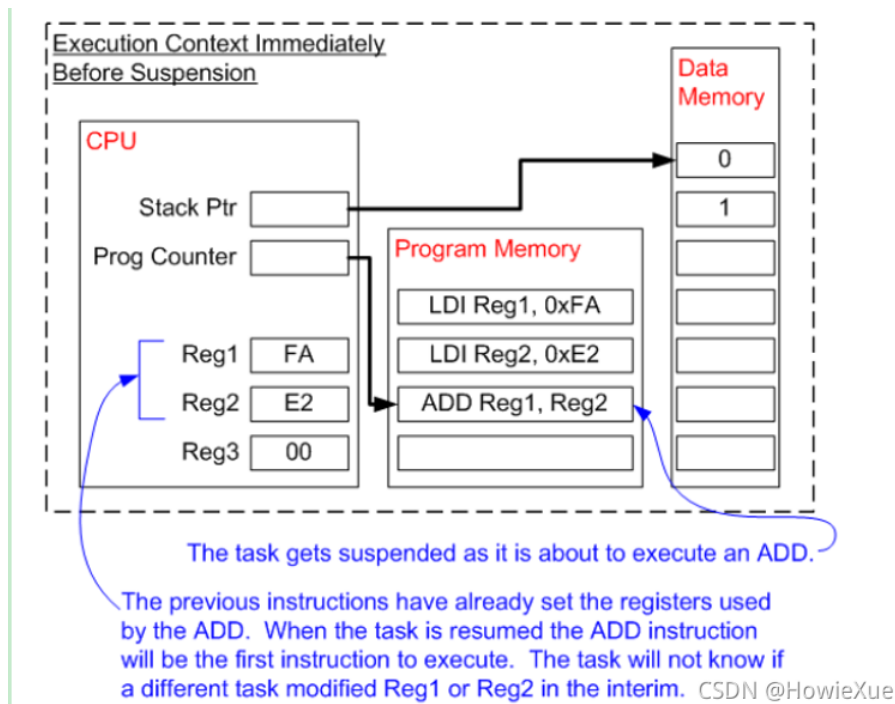 Execution Context Immediately
Before Suspension
CPU
Stack Ptr
Prog Counter
Reg1 FA
Reg2 E2
Reg3 00
Program Memory
LDI Reg1, 0xFA
LDI Reg2, 0xE2
ADD Reg1, Reg2
Data
Memory
0
1
The task gets suspended as it is about to execute an ADD.
The previous instructions have already set the registers used
by the ADD. When the task is resumed the ADD instruction
will be the first instruction to execute. The task will not know if
a different task modified Reg1 or Reg2 in the interim.
CSDN @HowieXue